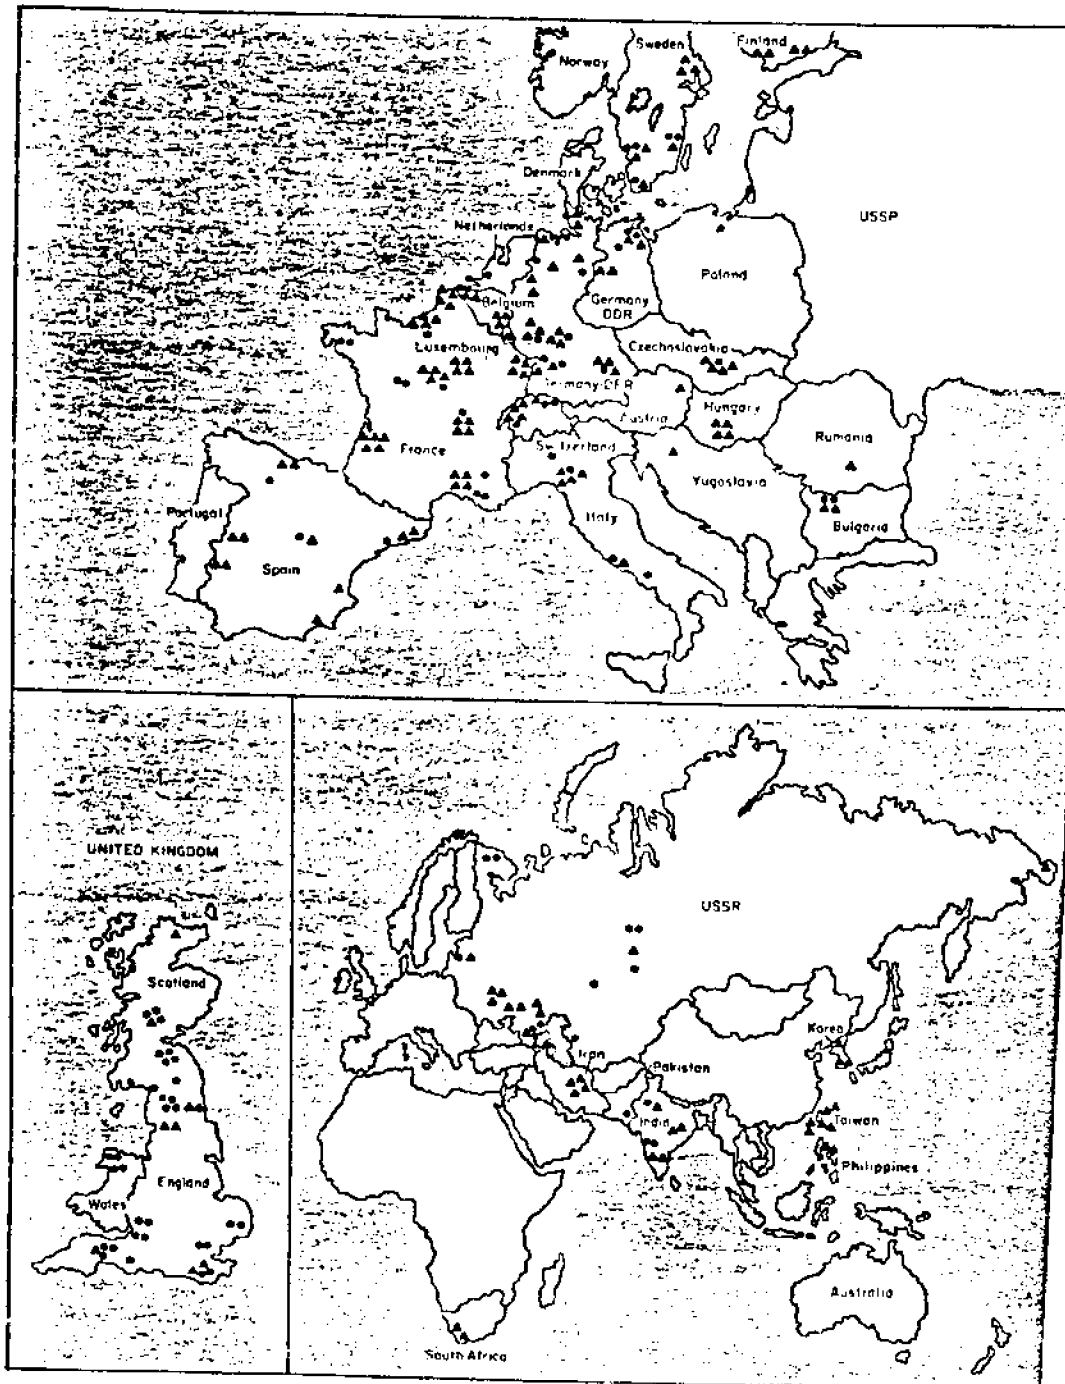 Sweden
Finland
Norway
Denmark
USSP
Netherlands
Poland
Belgium
Germany
DDR
Luxembourg
Czechoslovakia
Germany-DFR
Austria
Hungary
Rumania
France
Switzerland
Yugoslavia
Portugal
Italy
Bulgaria
Spain
UNITED KINGDOM
Scotland
England
Wales
USSR
Korea
Iran
Pakistan
India
Taiwan
Philippines
Australia
South Africa